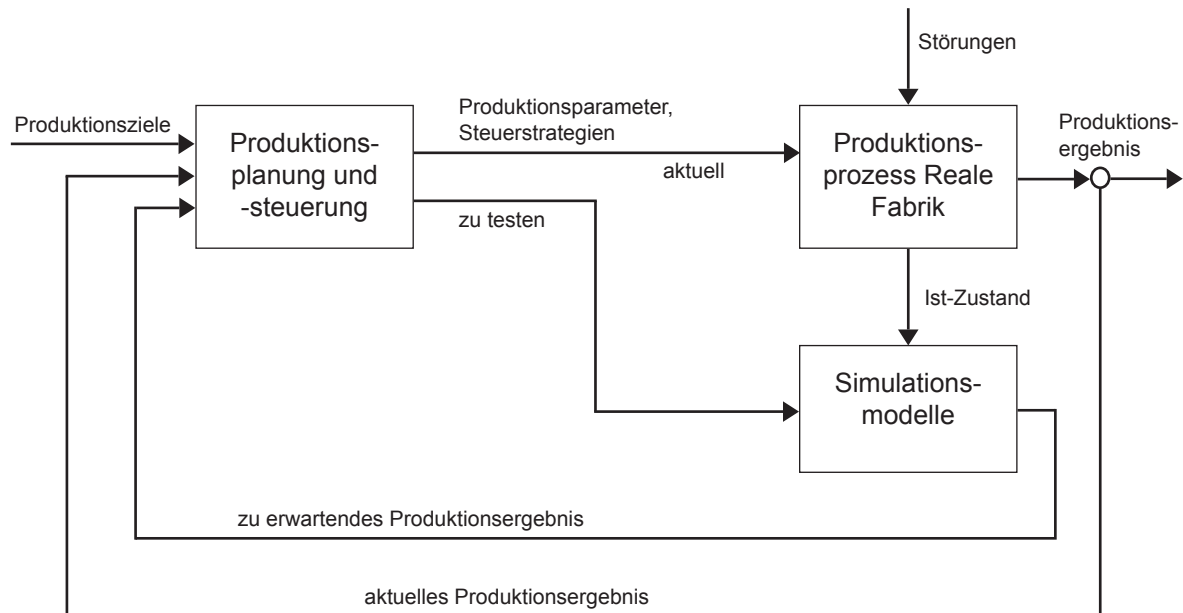 Störungen
Produktionsziele
Produktions-
planung und
-steuerung
Produktionsparameter,
Steuerstrategien
aktuell
zu testen
Produktions-
prozess Reale
Fabrik
Produktions-
ergebnis
Ist-Zustand
Simulations-
modelle
zu erwartendes Produktionsergebnis
aktuelles Produktionsergebnis